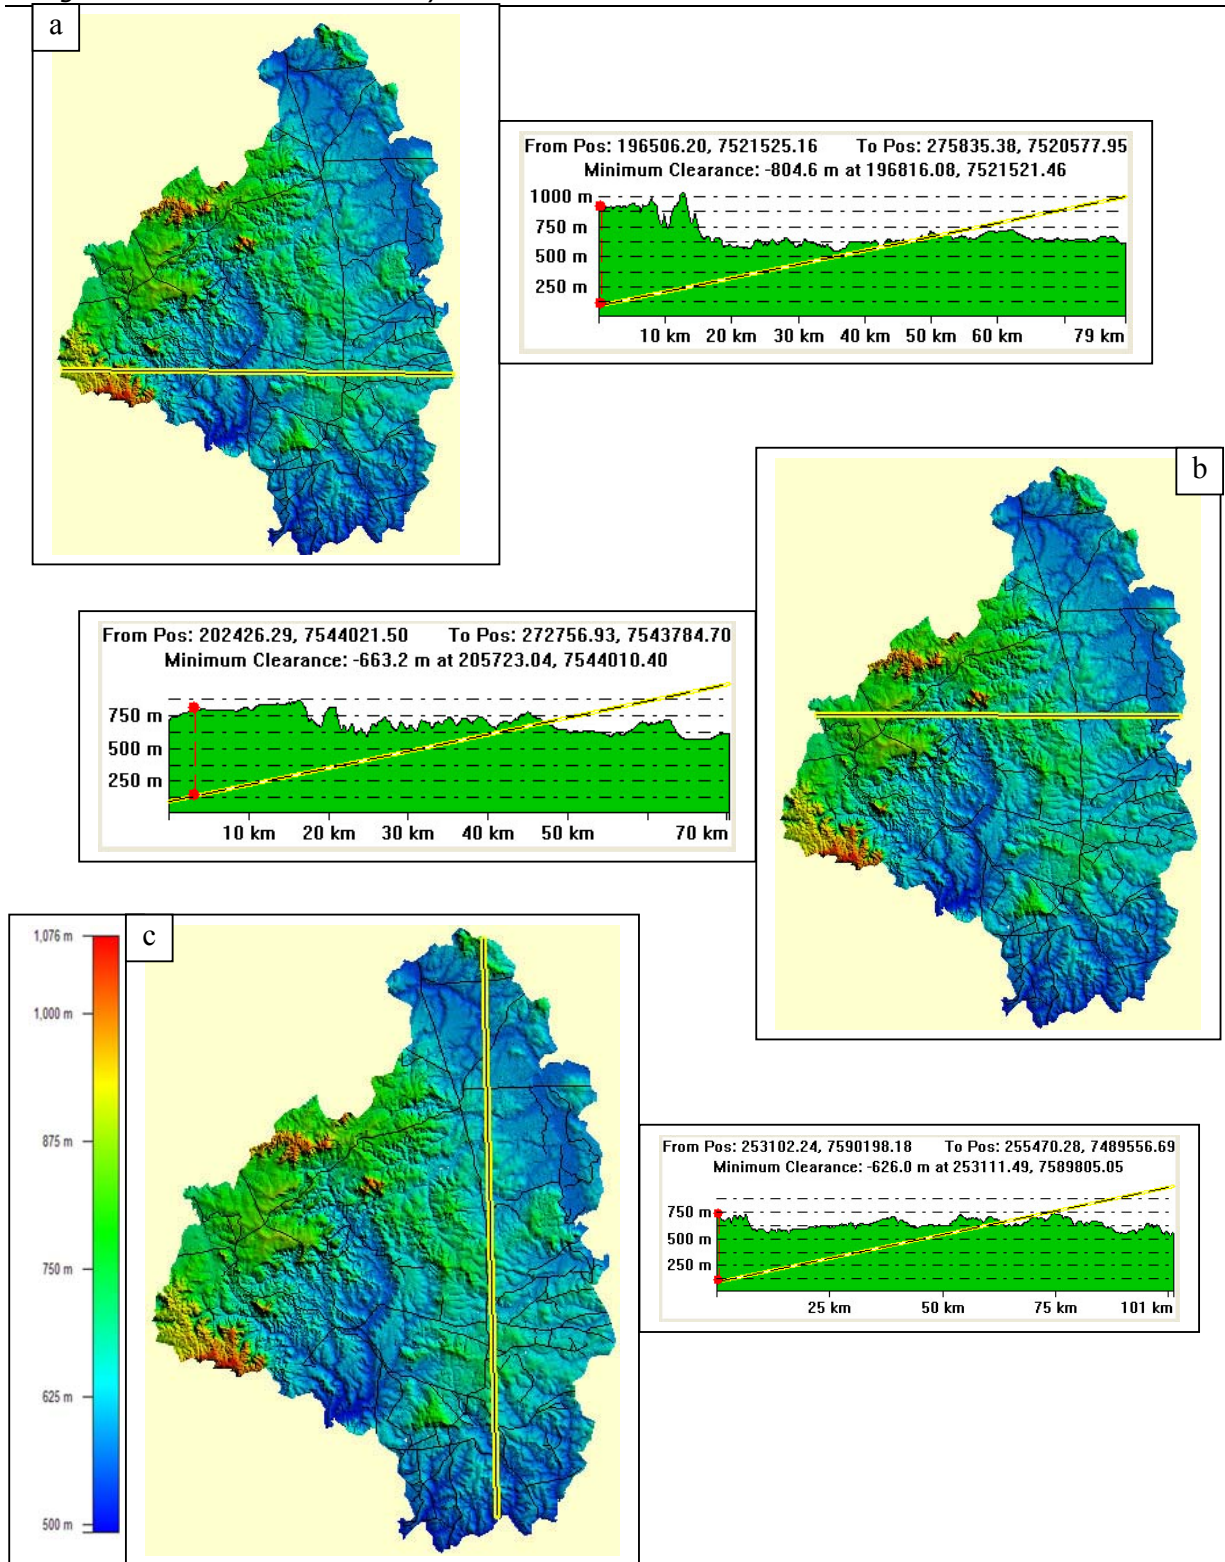 a
From Pos: 196506.20, 7521525.16 To Pos: 275835.38, 7520577.95
Minimum Clearance: -804.6 m at 196816.08, 7521521.46
1000 m
750 m
500 m
250 m
10 km 20 km 30 km 40 km 50 km 60 km 79 km
b
From Pos: 202426.29, 7544021.50 To Pos: 272756.93, 7543784.70
Minimum Clearance: -663.2 m at 205723.04, 7544010.40
750 m
500 m
250 m
10 km 20 km 30 km 40 km 50 km 70 km
c
1,076 m
1,000 m
875 m
750 m
625 m
500 m
From Pos: 253102.24, 7590198.18 To Pos: 255470.28, 7489556.69
Minimum Clearance: -626.0 m at 253111.49, 7589805.05
750 m
500 m
250 m
25 km 50 km 75 km 101 km